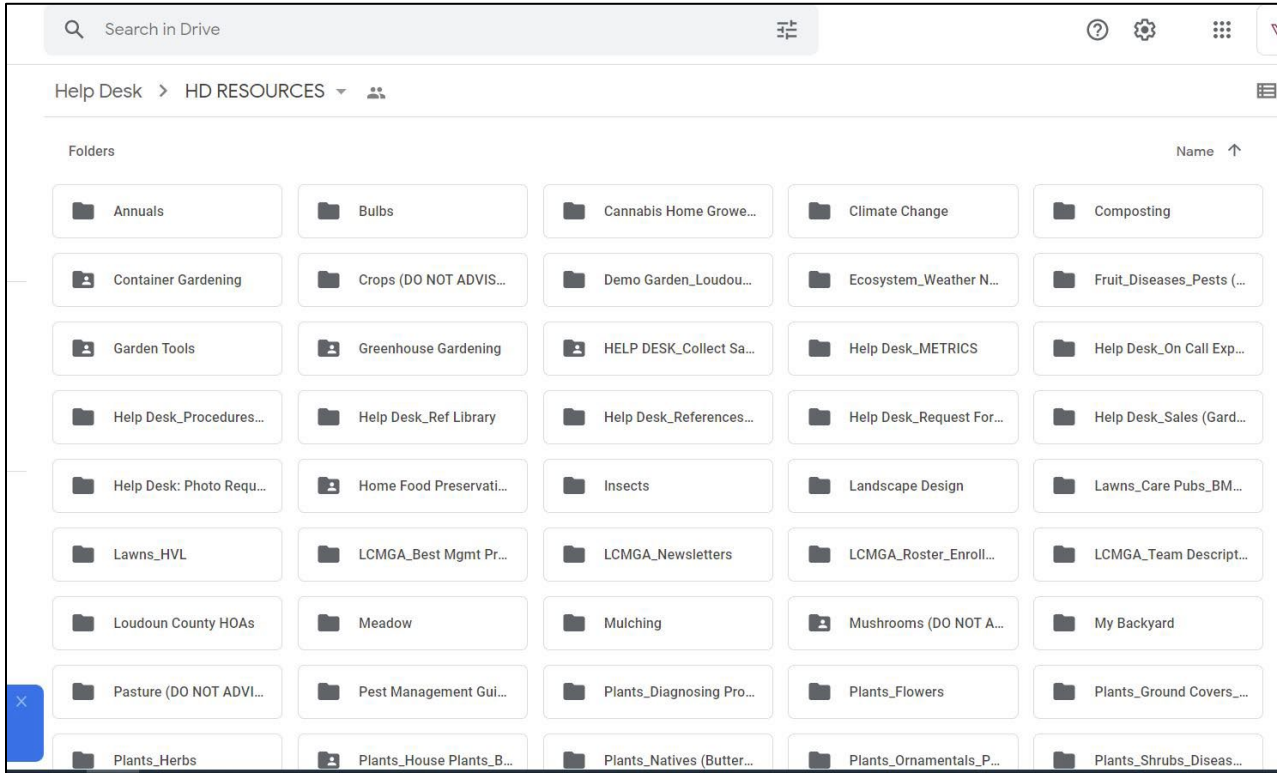 Search in Drive
Help Desk > HD RESOURCES
Folders Name
Annuals Bulbs Cannabis Home Growe... Climate Change Composting
Container Gardening Crops (DO NOT ADVIS... Demo Garden_Loudou... Ecosystem_Weather N... Fruit_Diseases_Pests (...
Garden Tools Greenhouse Gardening HELP DESK_Collect Sa... Help Desk_METRICS Help Desk_On Call Exp...
Help Desk_Procedures... Help Desk_Ref Library Help Desk_References... Help Desk_Request For... Help Desk_Sales (Gard...
Help Desk: Photo Requ... Home Food Preservati... Insects Landscape Design Lawns_Care Pubs_BM...
Lawns_HVL LCMGA_Best Mgmt Pr... LCMGA_Newsletters LCMGA_Roster_Enroll... LCMGA_Team Descript...
Loudoun County HOAs Meadow Mulching Mushrooms (DO NOT A... My Backyard
Pasture (DO NOT ADVI... Pest Management Gui... Plants_Diagnosing Pro... Plants_Flowers Plants_Ground Covers_...
Plants_Herbs Plants_House Plants_B... Plants_Natives (Butter... Plants_Ornamentals_P... Plants_Shrubs_Diseas...